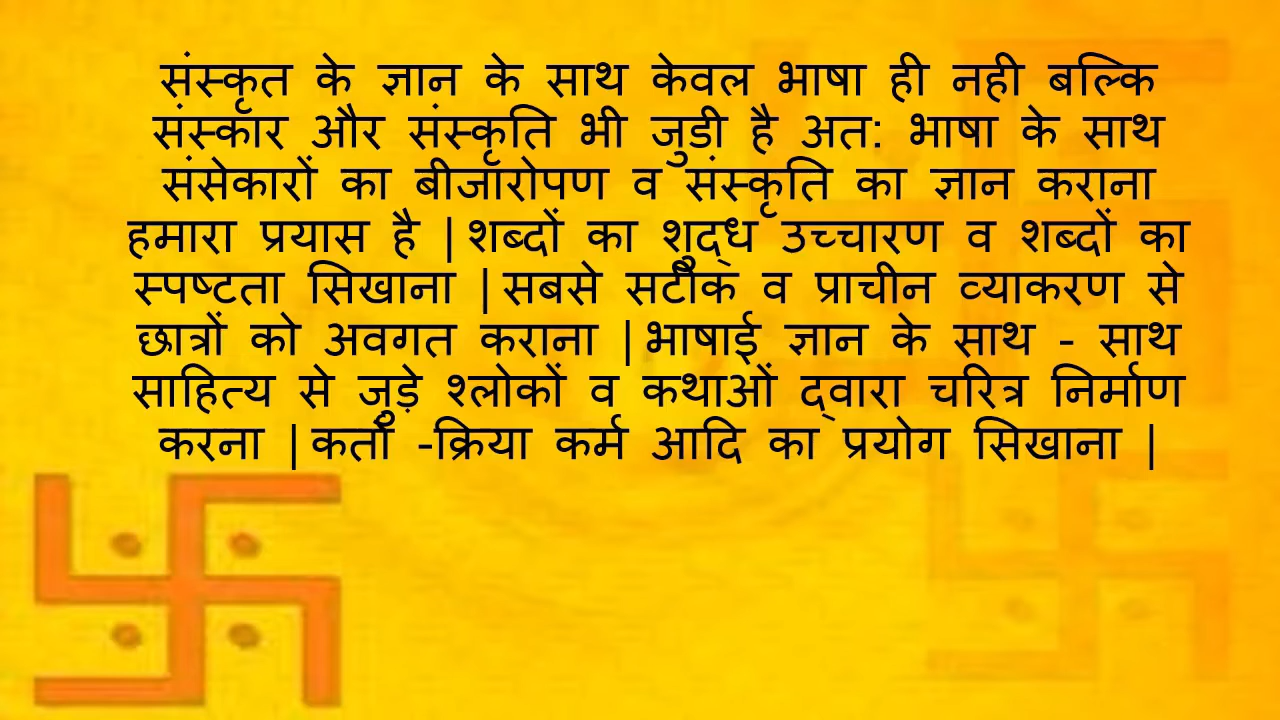 संस्कृत के ज्ञान के साथ केवल भाषा ही नही बल्कि
संस्कार और संस्कृति भी जुडी है अत: भाषा के साथ
संसेकारों का बीजारोपण व संस्कृति का ज्ञान कराना
हमारा प्रयास है | शब्दों का शुद्ध उच्चारण व शब्दों का
स्पष्टता सिखाना | सबसे सटीक व प्राचीन व्याकरण से
छात्रों को अवगत कराना | भाषाई ज्ञान के साथ - साथ
साहित्य से जुड़े श्लोकों व कथाओं द्वारा चरित्र निर्माण
करना | कर्ता -क्रिया कर्म आदि का प्रयोग सिखाना |